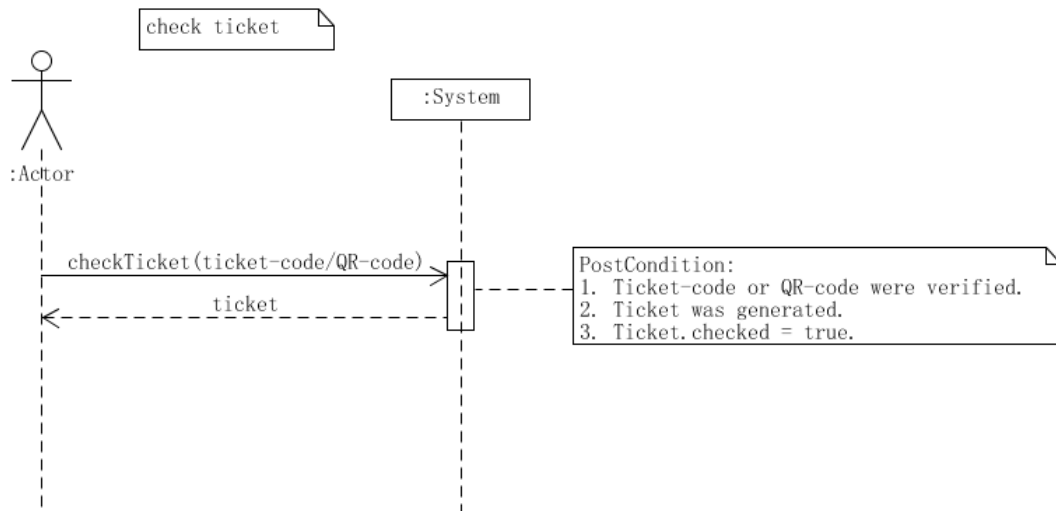 check ticket
:System
:Actor
checkTicket(ticket-code/QR-code)
ticket
PostCondition:
1. Ticket-code or QR-code were verified.
2. Ticket was generated.
3. Ticket.checked = true.